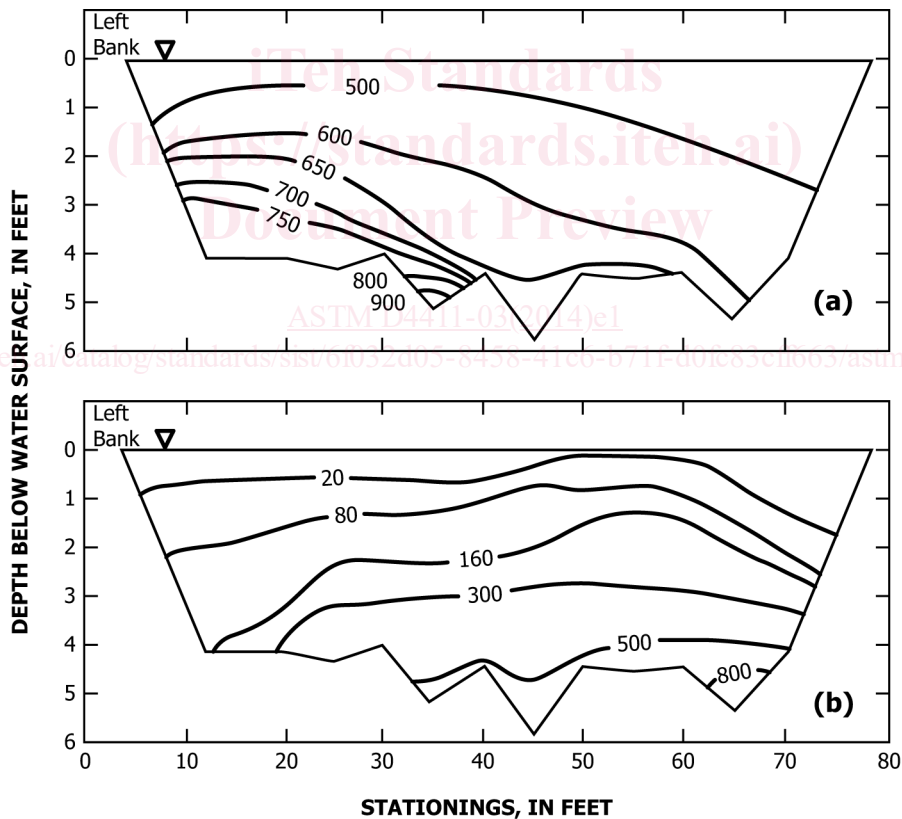 Left
Bank
0
1
2
3
4
5
6
500
600
650
700
750
800
900
(a)
iTeh Standards
(https://standards.iteh.ai)
Document Preview
ASTM D4411-03(2014)e1
DEPTH BELOW WATER SURFACE, IN FEET
Left
Bank
0
1
2
3
4
5
6
20
80
160
300
500
800
(b)
0 10 20 30 40 50 60 70 80
STATIONINGS, IN FEET